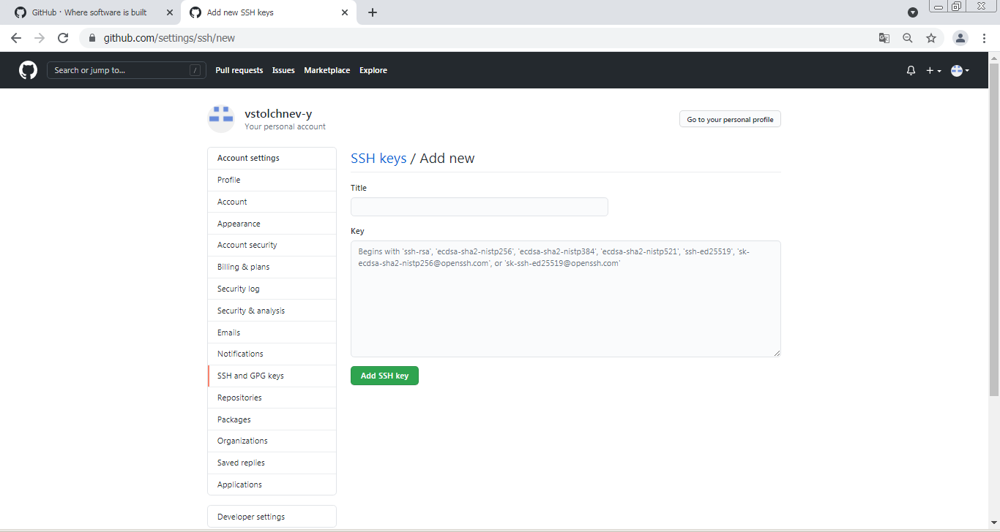 GitHub · Where software is built
Add new SSH keys
github.com/settings/ssh/new
Search or jump to...
/
Pull requests
Issues
Marketplace
Explore
vstolchnev-y
Your personal account
Go to your personal profile
Account settings
Profile
Account
Appearance
Account security
Billing & plans
Security log
Security & analysis
Emails
Notifications
SSH and GPG keys
Repositories
Packages
Organizations
Saved replies
Applications
Developer settings
SSH keys / Add new
Title
Key
Begins with 'ssh-rsa', 'ecdsa-sha2-nistp256', 'ecdsa-sha2-nistp384', 'ecdsa-sha2-nistp521', 'ssh-ed25519', 'sk-
ecdsa-sha2-nistp256@openssh.com', or 'sk-ssh-ed25519@openssh.com'
Add SSH key